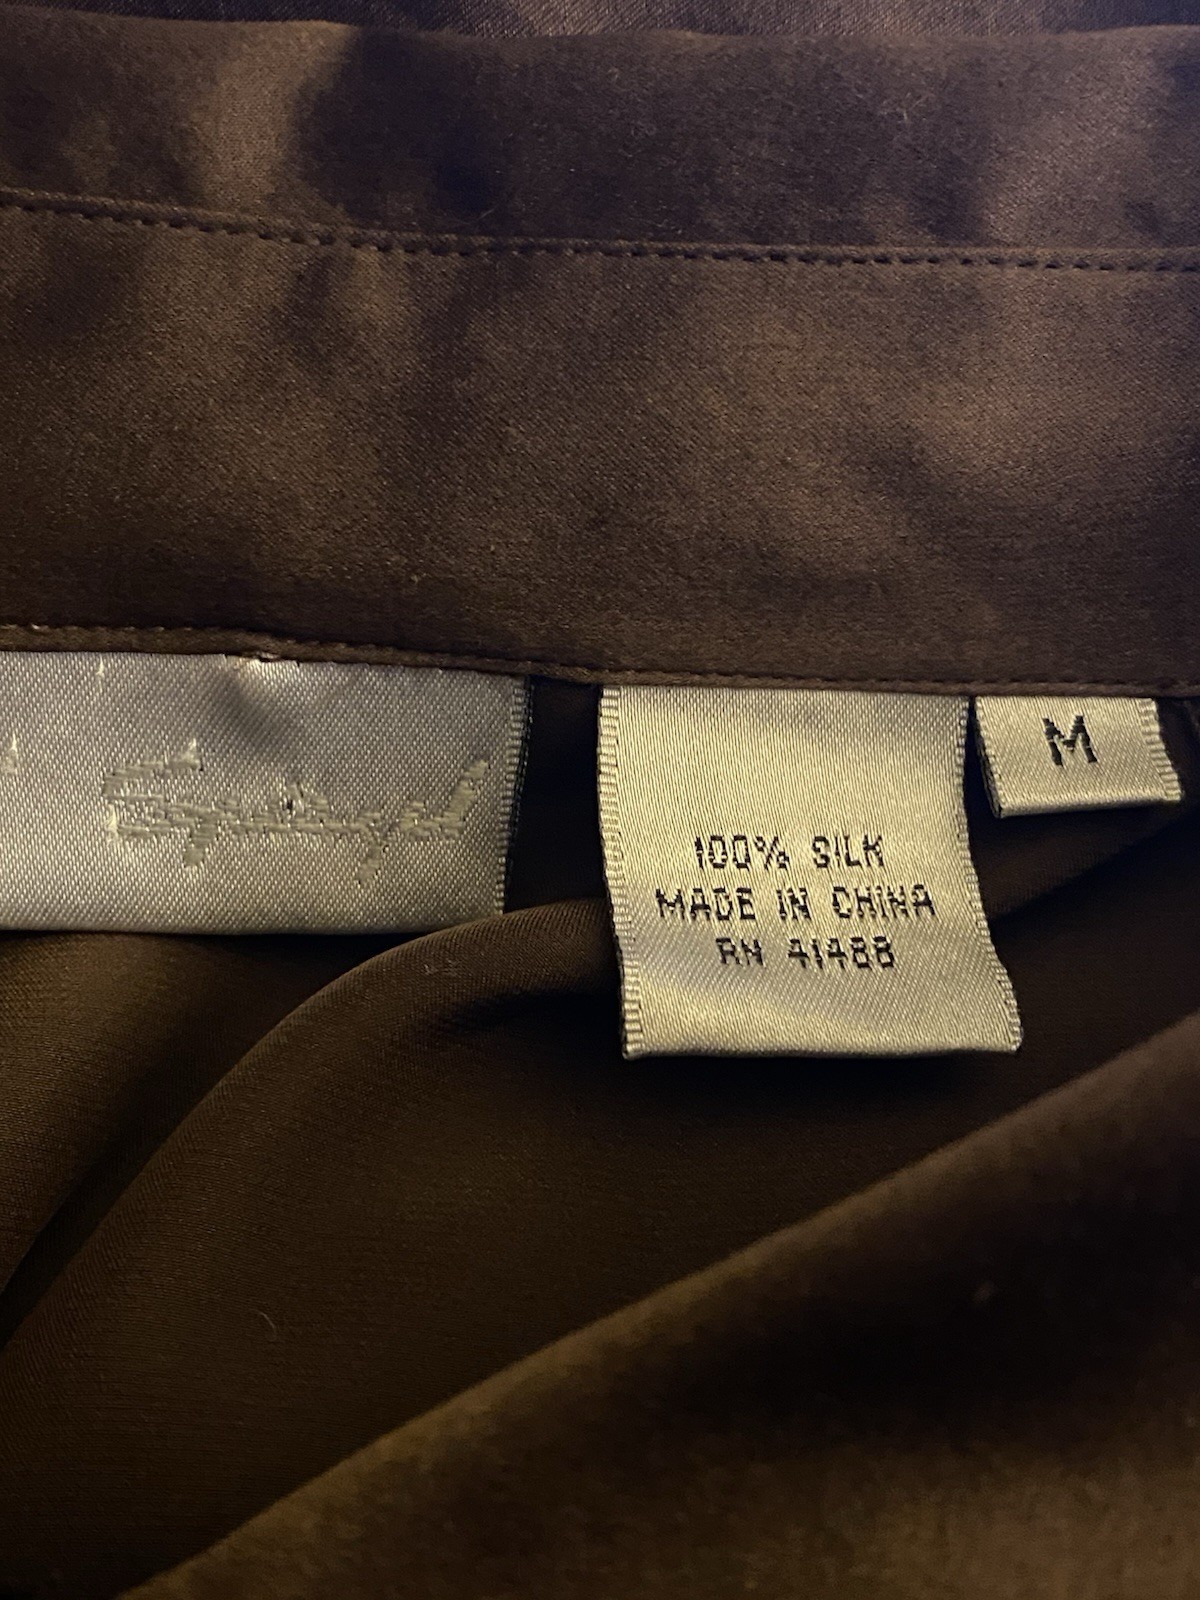 M
100% SILK
MADE IN CHINA
RN 41488